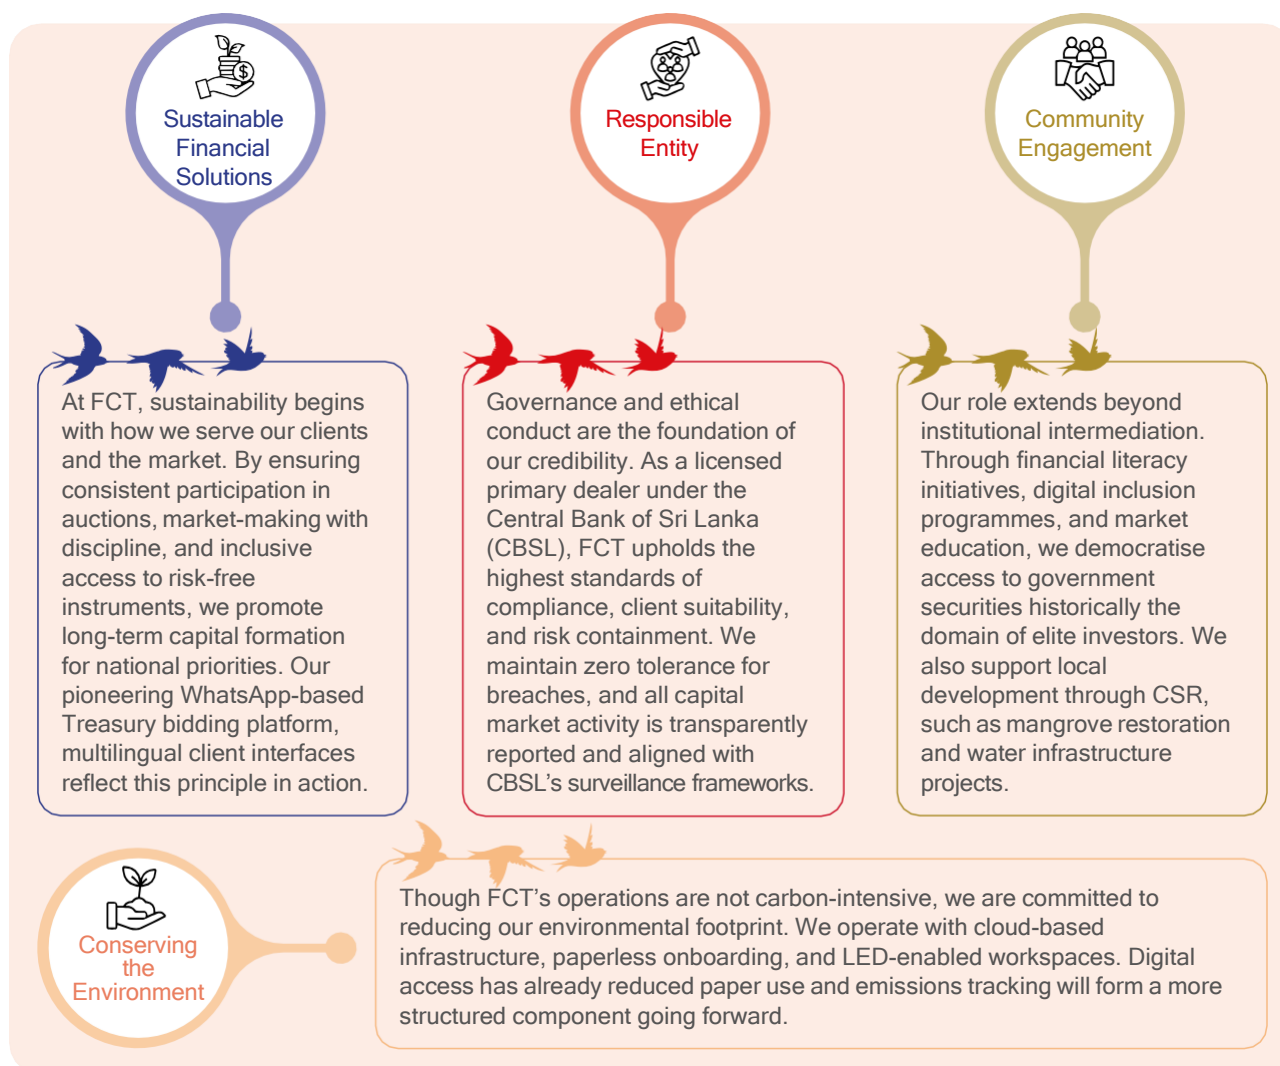 Sustainable
Financial
Solutions
At FCT, sustainability begins
with how we serve our clients
and the market. By ensuring
consistent participation in
auctions, market-making with
discipline, and inclusive
access to risk-free
instruments, we promote
long-term capital formation
for national priorities. Our
pioneering WhatsApp-based
Treasury bidding platform,
multilingual client interfaces
reflect this principle in action.
Responsible
Entity
Governance and ethical
conduct are the foundation of
our credibility. As a licensed
primary dealer under the
Central Bank of Sri Lanka
(CBSL), FCT upholds the
highest standards of
compliance, client suitability,
and risk containment. We
maintain zero tolerance for
breaches, and all capital
market activity is transparently
reported and aligned with
CBSL’s surveillance frameworks.
Community
Engagement
Our role extends beyond
institutional intermediation.
Through financial literacy
initiatives, digital inclusion
programmes, and market
education, we democratise
access to government
securities historically the
domain of elite investors. We
also support local
development through CSR,
such as mangrove restoration
and water infrastructure
projects.
Conserving
the
Environment
Though FCT’s operations are not carbon-intensive, we are committed to
reducing our environmental footprint. We operate with cloud-based
infrastructure, paperless onboarding, and LED-enabled workspaces. Digital
access has already reduced paper use and emissions tracking will form a more
structured component going forward.